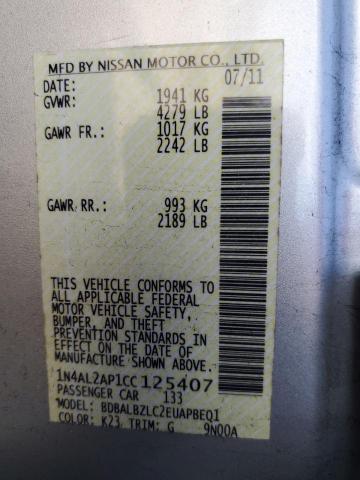 MFD BY NISSAN MOTOR CO., LTD.
DATE: 07/11
GVWR: 1941 KG
4279 LB
GAWR FR.: 1017 KG
2242 LB
GAWR RR.: 993 KG
2189 LB
THIS VEHICLE CONFORMS TO
ALL APPLICABLE FEDERAL
MOTOR VEHICLE SAFETY,
BUMPER, AND THEFT
PREVENTION STANDARDS
IN EFFECT ON THE DATE OF
MANUFACTURE SHOWN ABOVE.
1N4AL2AP1CC125407
PASSENGER CAR 133
MODEL: BDBALBZLC2EUAPBEQ1
COLOR: K23 TRIM: G 9N00A